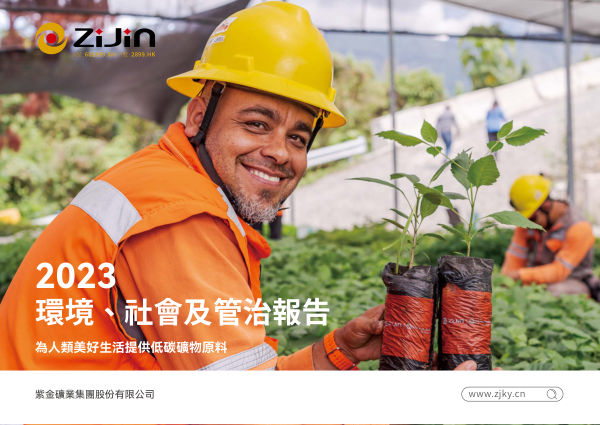 ZIJIN
2899.HK
2023
環境、社會及管治報告
為人類美好生活提供低碳礦物原料
紫金礦業集團股份有限公司
www.zjky.cn